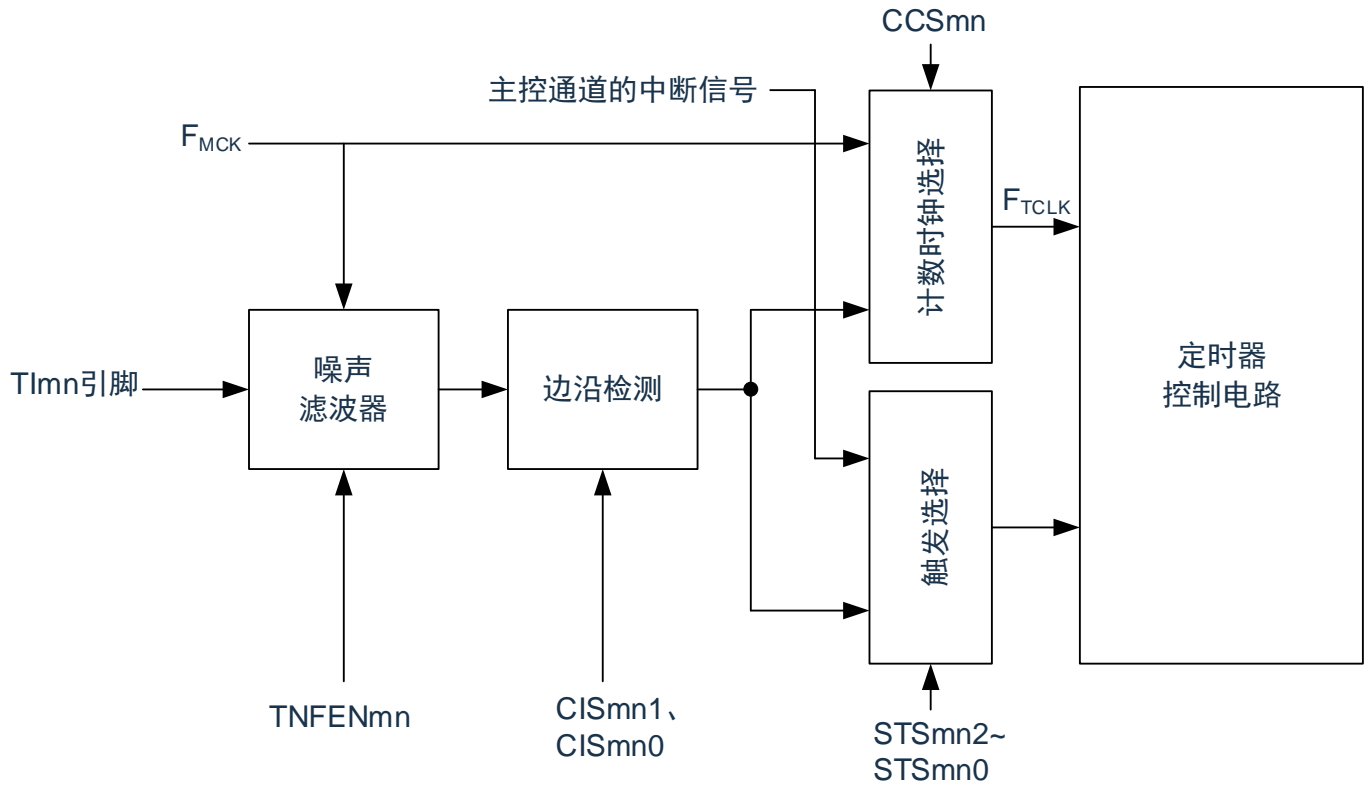 CCSmn
主控通道的中断信号
FMCK
计数时钟选择
FTCLK
TImn引脚
噪声
滤波器
边沿检测
定时器
控制电路
触发选择
TNFENmn
CISmn1、
CISmn0
STSmn2~
STSmn0